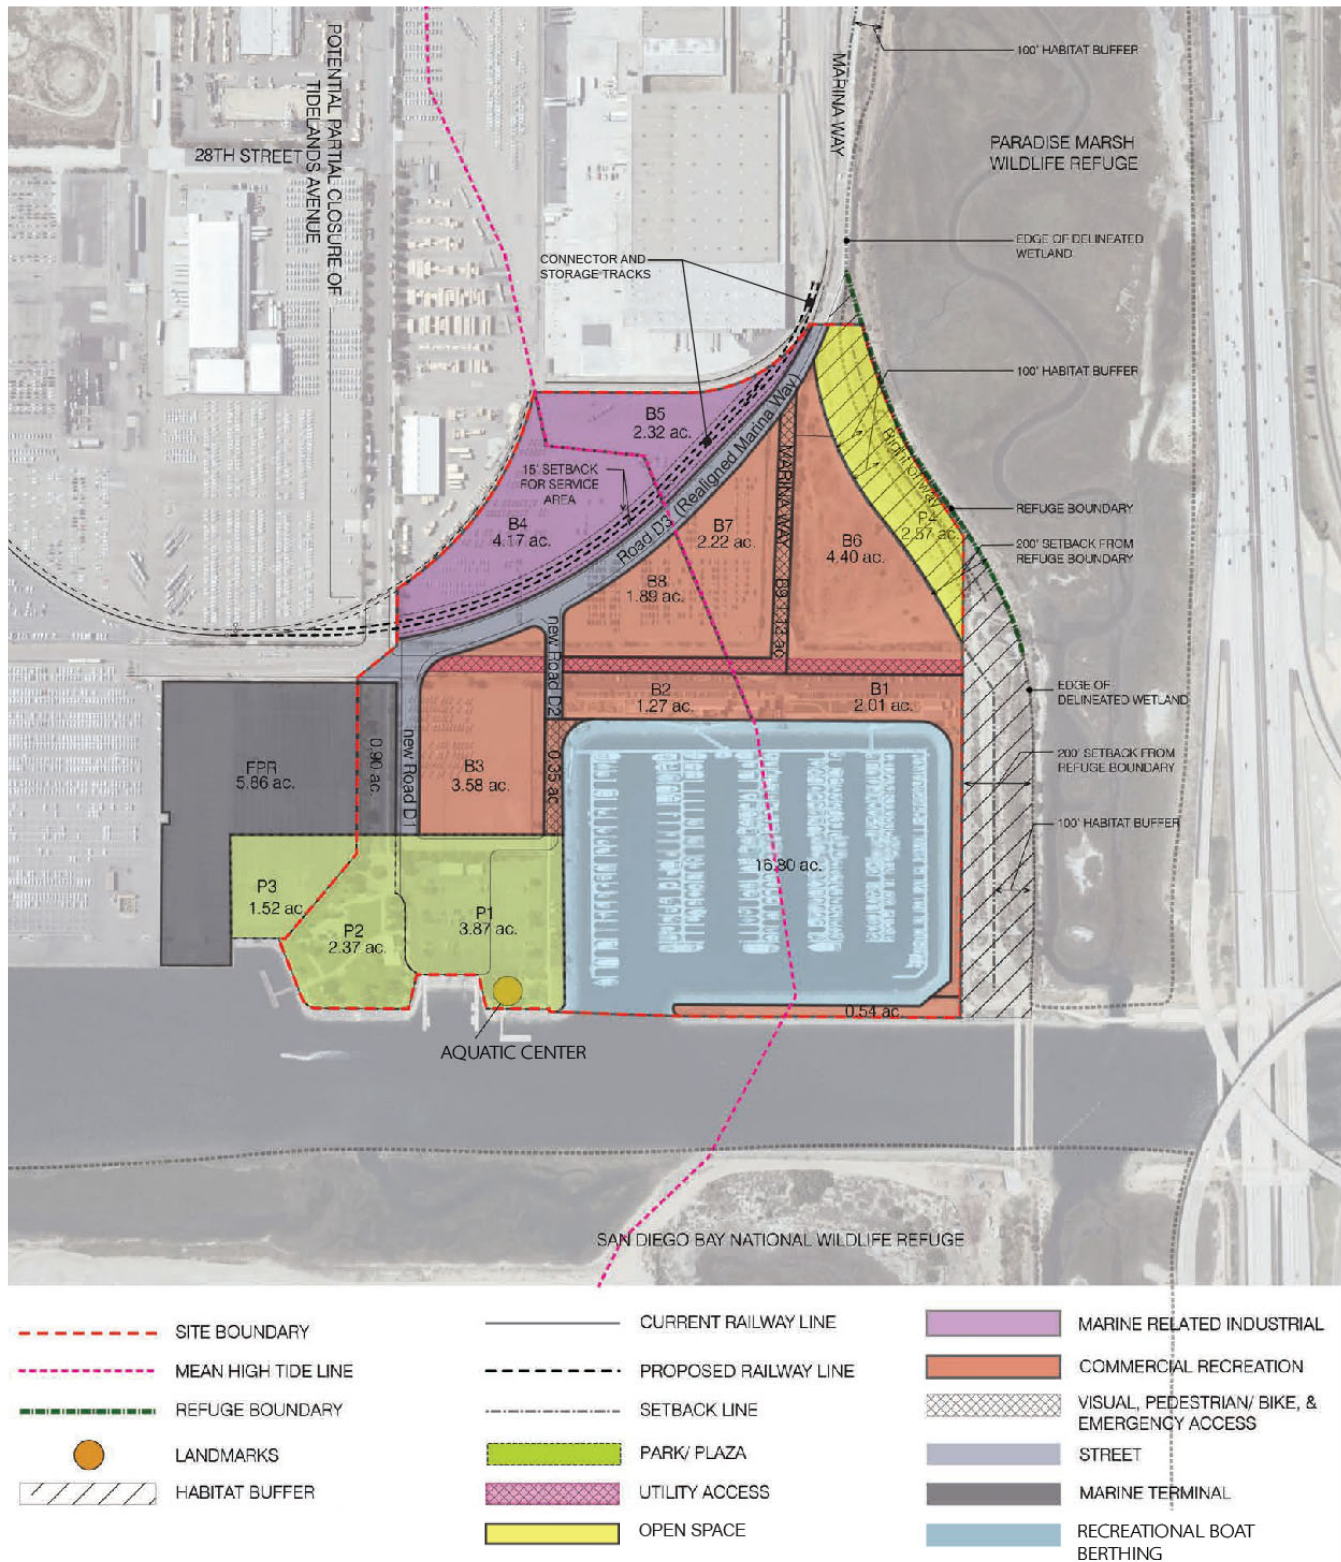 100' HABITAT BUFFER
MARINA WAY
POTENTIAL PARTIAL CLOSURE OF
TIDELANDS AVENUE
28TH STREET
PARADISE MARSH
WILDLIFE REFUGE
EDGE OF DELINEATED
WETLAND
CONNECTOR AND
STORAGE TRACKS
100' HABITAT BUFFER
B5
2.32 ac.
15' SETBACK
FOR SERVICE
AREA
B4
4.17 ac.
Road D3 (Realigned Marina Way)
B7
2.22 ac.
MARINA WAY
B9
B6
4.40 ac.
P4
2.57 ac.
REFUGE BOUNDARY
200' SETBACK FROM
REFUGE BOUNDARY
B8
1.89 ac.
new Road D2
B2
1.27 ac.
B1
2.01 ac.
EDGE OF
DELINEATED WETLAND
FPR
5.86 ac.
0.90 ac.
new Road D1
B3
3.58 ac.
0.35 ac.
200' SETBACK FROM
REFUGE BOUNDARY
100' HABITAT BUFFER
16.80 ac.
P3
1.52 ac.
P2
2.37 ac.
P1
3.87 ac.
0.54 ac.
AQUATIC CENTER
SAN DIEGO BAY NATIONAL WILDLIFE REFUGE
SITE BOUNDARY
MEAN HIGH TIDE LINE
REFUGE BOUNDARY
LANDMARKS
HABITAT BUFFER
CURRENT RAILWAY LINE
PROPOSED RAILWAY LINE
SETBACK LINE
PARK/ PLAZA
UTILITY ACCESS
OPEN SPACE
MARINE RELATED INDUSTRIAL
COMMERCIAL RECREATION
VISUAL, PEDESTRIAN/ BIKE, &
EMERGENCY ACCESS
STREET
MARINE TERMINAL
RECREATIONAL BOAT
BERTHING